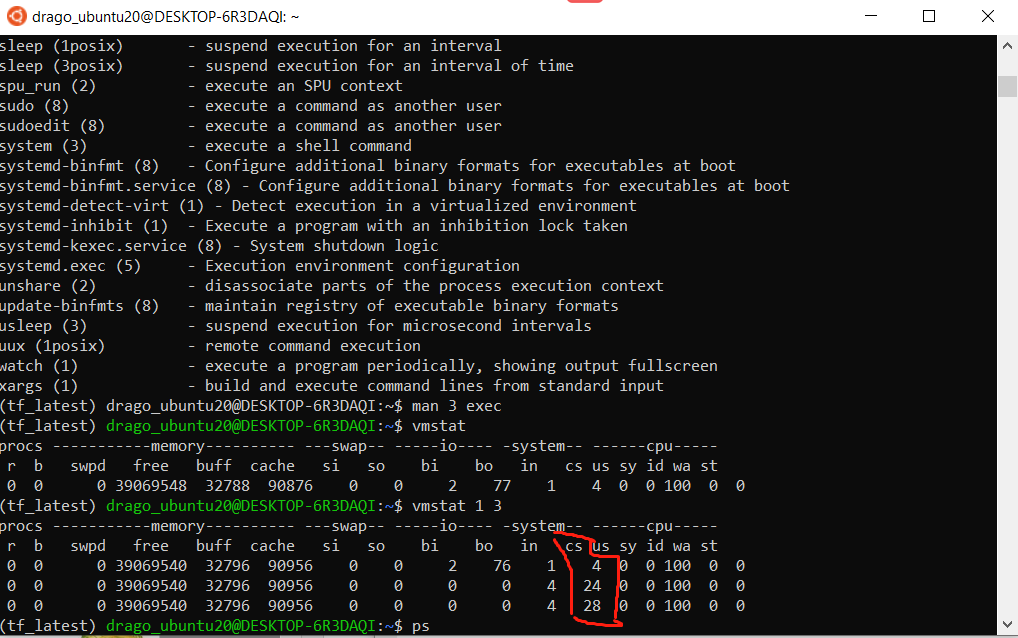 drago_ubuntu20@DESKTOP-6R3DAQI: ~
sleep (1posix)       - suspend execution for an interval
sleep (3posix)       - suspend execution for an interval of time
spu_run (2)          - execute an SPU context
sudo (8)             - execute a command as another user
sudoedit (8)         - execute a command as another user
system (3)           - execute a shell command
systemd-binfmt (8)   - Configure additional binary formats for executables at boot
systemd-binfmt.service (8) - Configure additional binary formats for executables at boot
systemd-detect-virt (1) - Detect execution in a virtualized environment
systemd-inhibit (1)  - Execute a program with an inhibition lock taken
systemd-kexec.service (8) - System shutdown logic
systemd.exec (5)     - Execution environment configuration
unshare (2)          - disassociate parts of the process execution context
update-binfmts (8)   - maintain registry of executable binary formats
usleep (3)           - suspend execution for microsecond intervals
uux (1posix)         - remote command execution
watch (1)            - execute a program periodically, showing output fullscreen
xargs (1)            - build and execute command lines from standard input
(tf_latest) drago_ubuntu20@DESKTOP-6R3DAQI:~$ man 3 exec
(tf_latest) drago_ubuntu20@DESKTOP-6R3DAQI:~$ vmstat
procs -----------memory---------- ---swap-- -----io---- -system-- ------cpu-----
 r  b   swpd   free   buff  cache   si   so    bi    bo   in   cs us sy id wa st
 0  0      0 39069548  32788  90876    0    0     2    77    1    4  0  0 100  0  0
(tf_latest) drago_ubuntu20@DESKTOP-6R3DAQI:~$ vmstat 1 3
procs -----------memory---------- ---swap-- -----io---- -system-- ------cpu-----
 r  b   swpd   free   buff  cache   si   so    bi    bo   in   cs us sy id wa st
 0  0      0 39069540  32796  90956    0    0     2    76    1    4  0  0 100  0  0
 0  0      0 39069540  32796  90956    0    0     0     0    4   24  0  0 100  0  0
 0  0      0 39069540  32796  90956    0    0     0     0    4   28  0  0 100  0  0
(tf_latest) drago_ubuntu20@DESKTOP-6R3DAQI:~$ ps